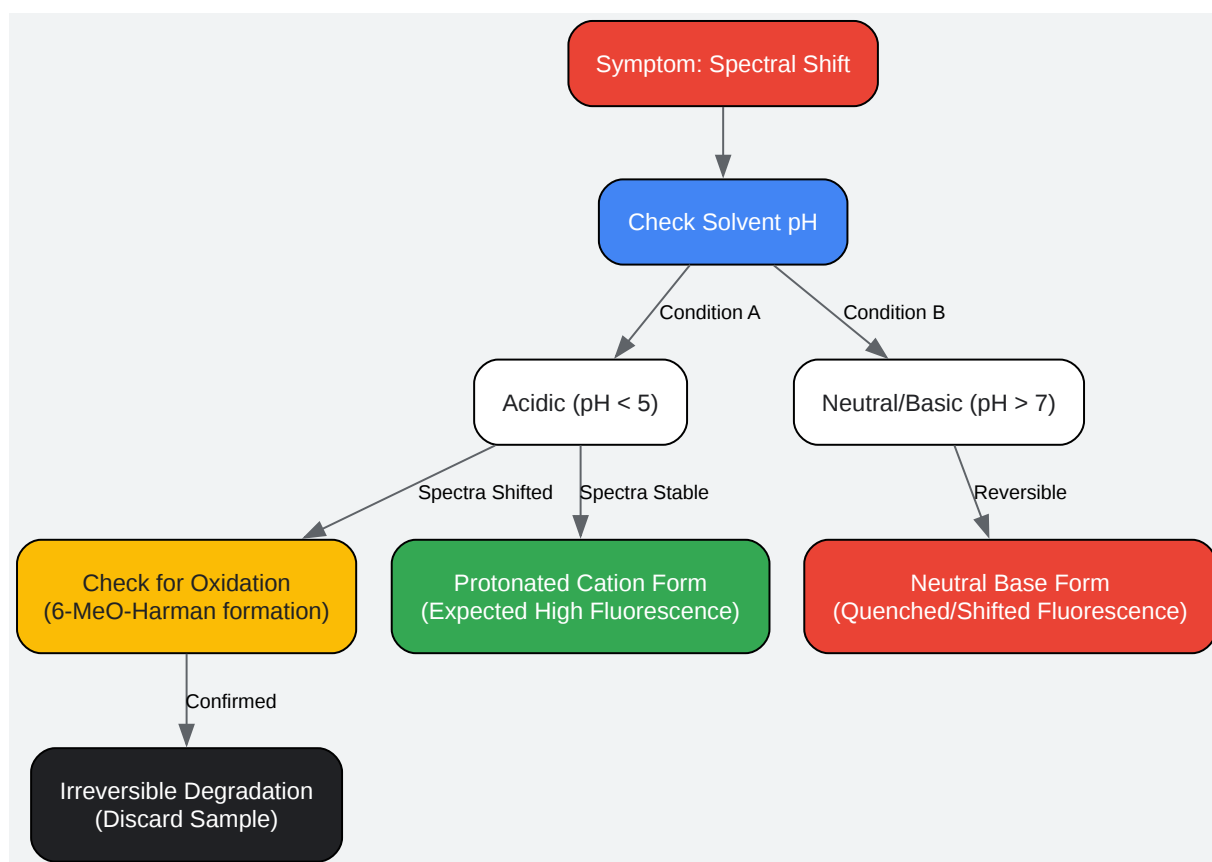 Symptom: Spectral Shift
Check Solvent pH
Condition A
Condition B
Acidic (pH < 5)
Neutral/Basic (pH > 7)
Spectra Shifted
Spectra Stable
Reversible
Check for Oxidation
(6-MeO-Harman formation)
Protonated Cation Form
(Expected High Fluorescence)
Neutral Base Form
(Quenched/Shifted Fluorescence)
Confirmed
Irreversible Degradation
(Discard Sample)